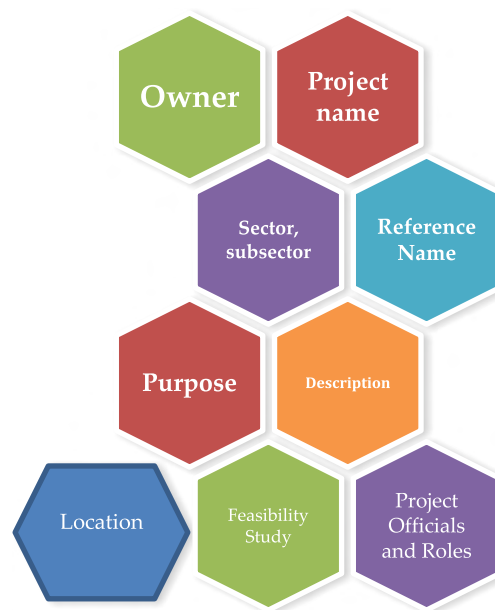 Owner
Project
name
Sector,
subsector
Reference
Name
Purpose
Description
Location
Feasibility
Study
Project
Officials
and Roles